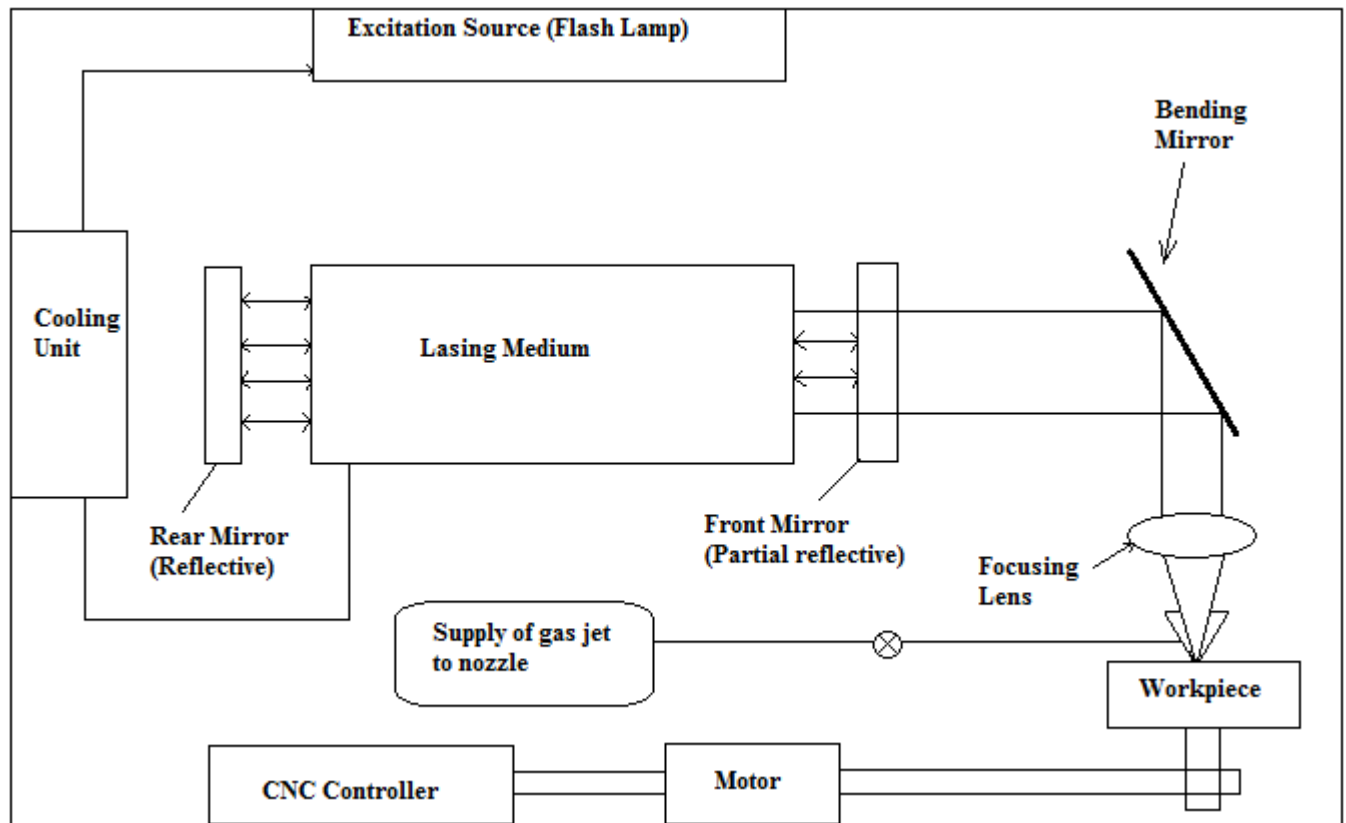 Excitation Source (Flash Lamp)
Bending
Mirror
Cooling
Unit
Lasing Medium
Rear Mirror
(Reflective)
Front Mirror
(Partial reflective)
Focusing
Lens
Supply of gas jet
to nozzle
Workpiece
CNC Controller
Motor